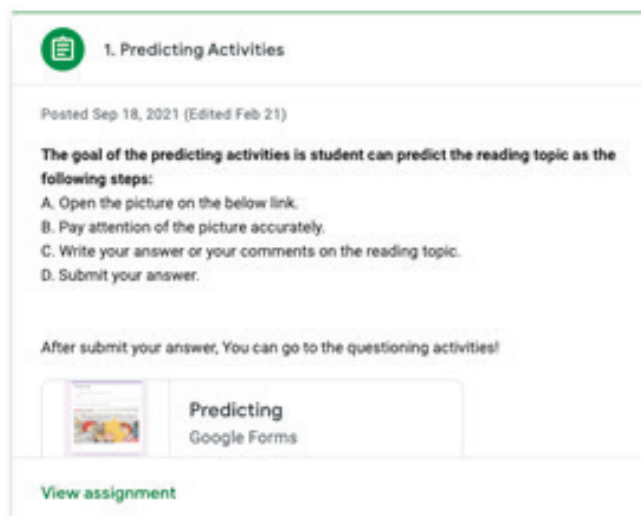 1. Predicting Activities
Posted Sep 18, 2021 (Edited Feb 21)
The goal of the predicting activities is student can predict the reading topic as the
following steps:
A. Open the picture on the below link.
B. Pay attention of the picture accurately.
C. Write your answer or your comments on the reading topic.
D. Submit your answer.
After submit your answer, You can go to the questioning activities!
Predicting
Google Forms
View assignment